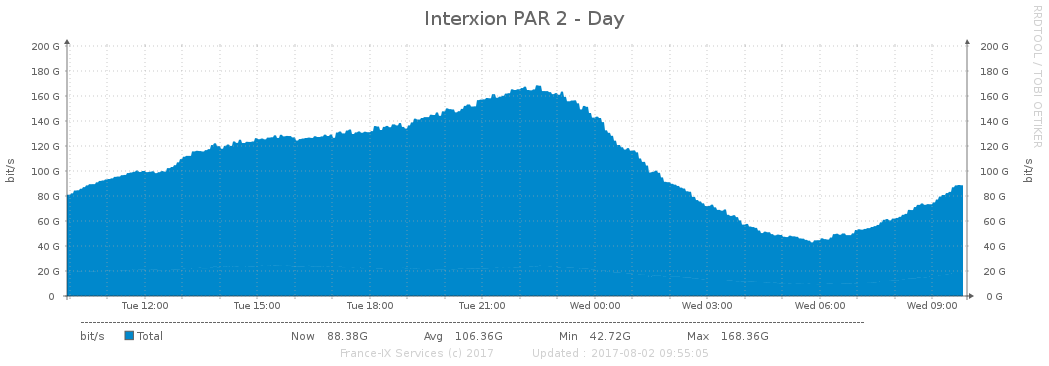 Interxion PAR 2 - Day
RRDTOOL / TOBI OETIKER
200 G 200 G
180 G 180 G
160 G 160 G
140 G 140 G
120 G 120 G
100 G 100 G
80 G 80 G
60 G 60 G
40 G 40 G
20 G 20 G
0 0 G
bit/s bit/s
Tue 12:00 Tue 15:00 Tue 18:00 Tue 21:00 Wed 00:00 Wed 03:00 Wed 06:00 Wed 09:00
bit/s Total Now 88.38G Avg 106.36G Min 42.72G Max 168.36G
France-IX Services (c) 2017 Updated : 2017-08-02 09:55:05